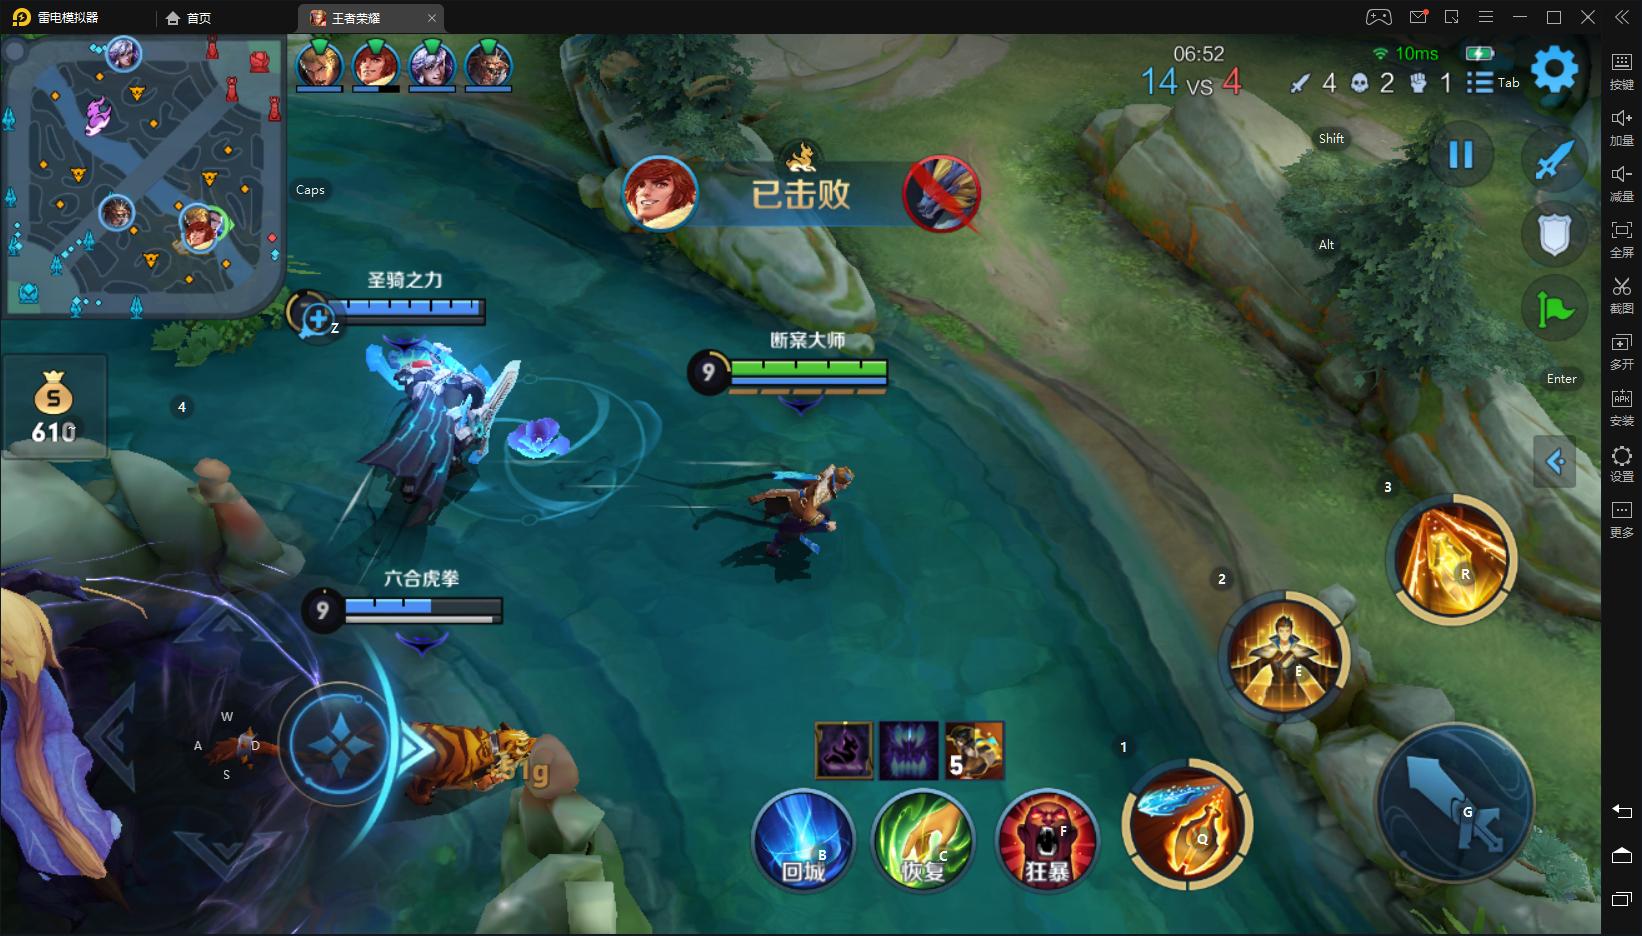 雷电模拟器
首页
王者荣耀
06:52
10ms
14 vs 4
4
2
1
Tab
按键
加量
减量
全屏
截图
多开
安装
设置
更多
APK
Shift
Caps
Alt
Enter
已击败
圣骑之力
Z
断案大师
9
S
610
4
3
R
六合虎拳
9
2
E
W
A
D
S
51g
5
1
B
回城
C
恢复
F
狂暴
Q
G